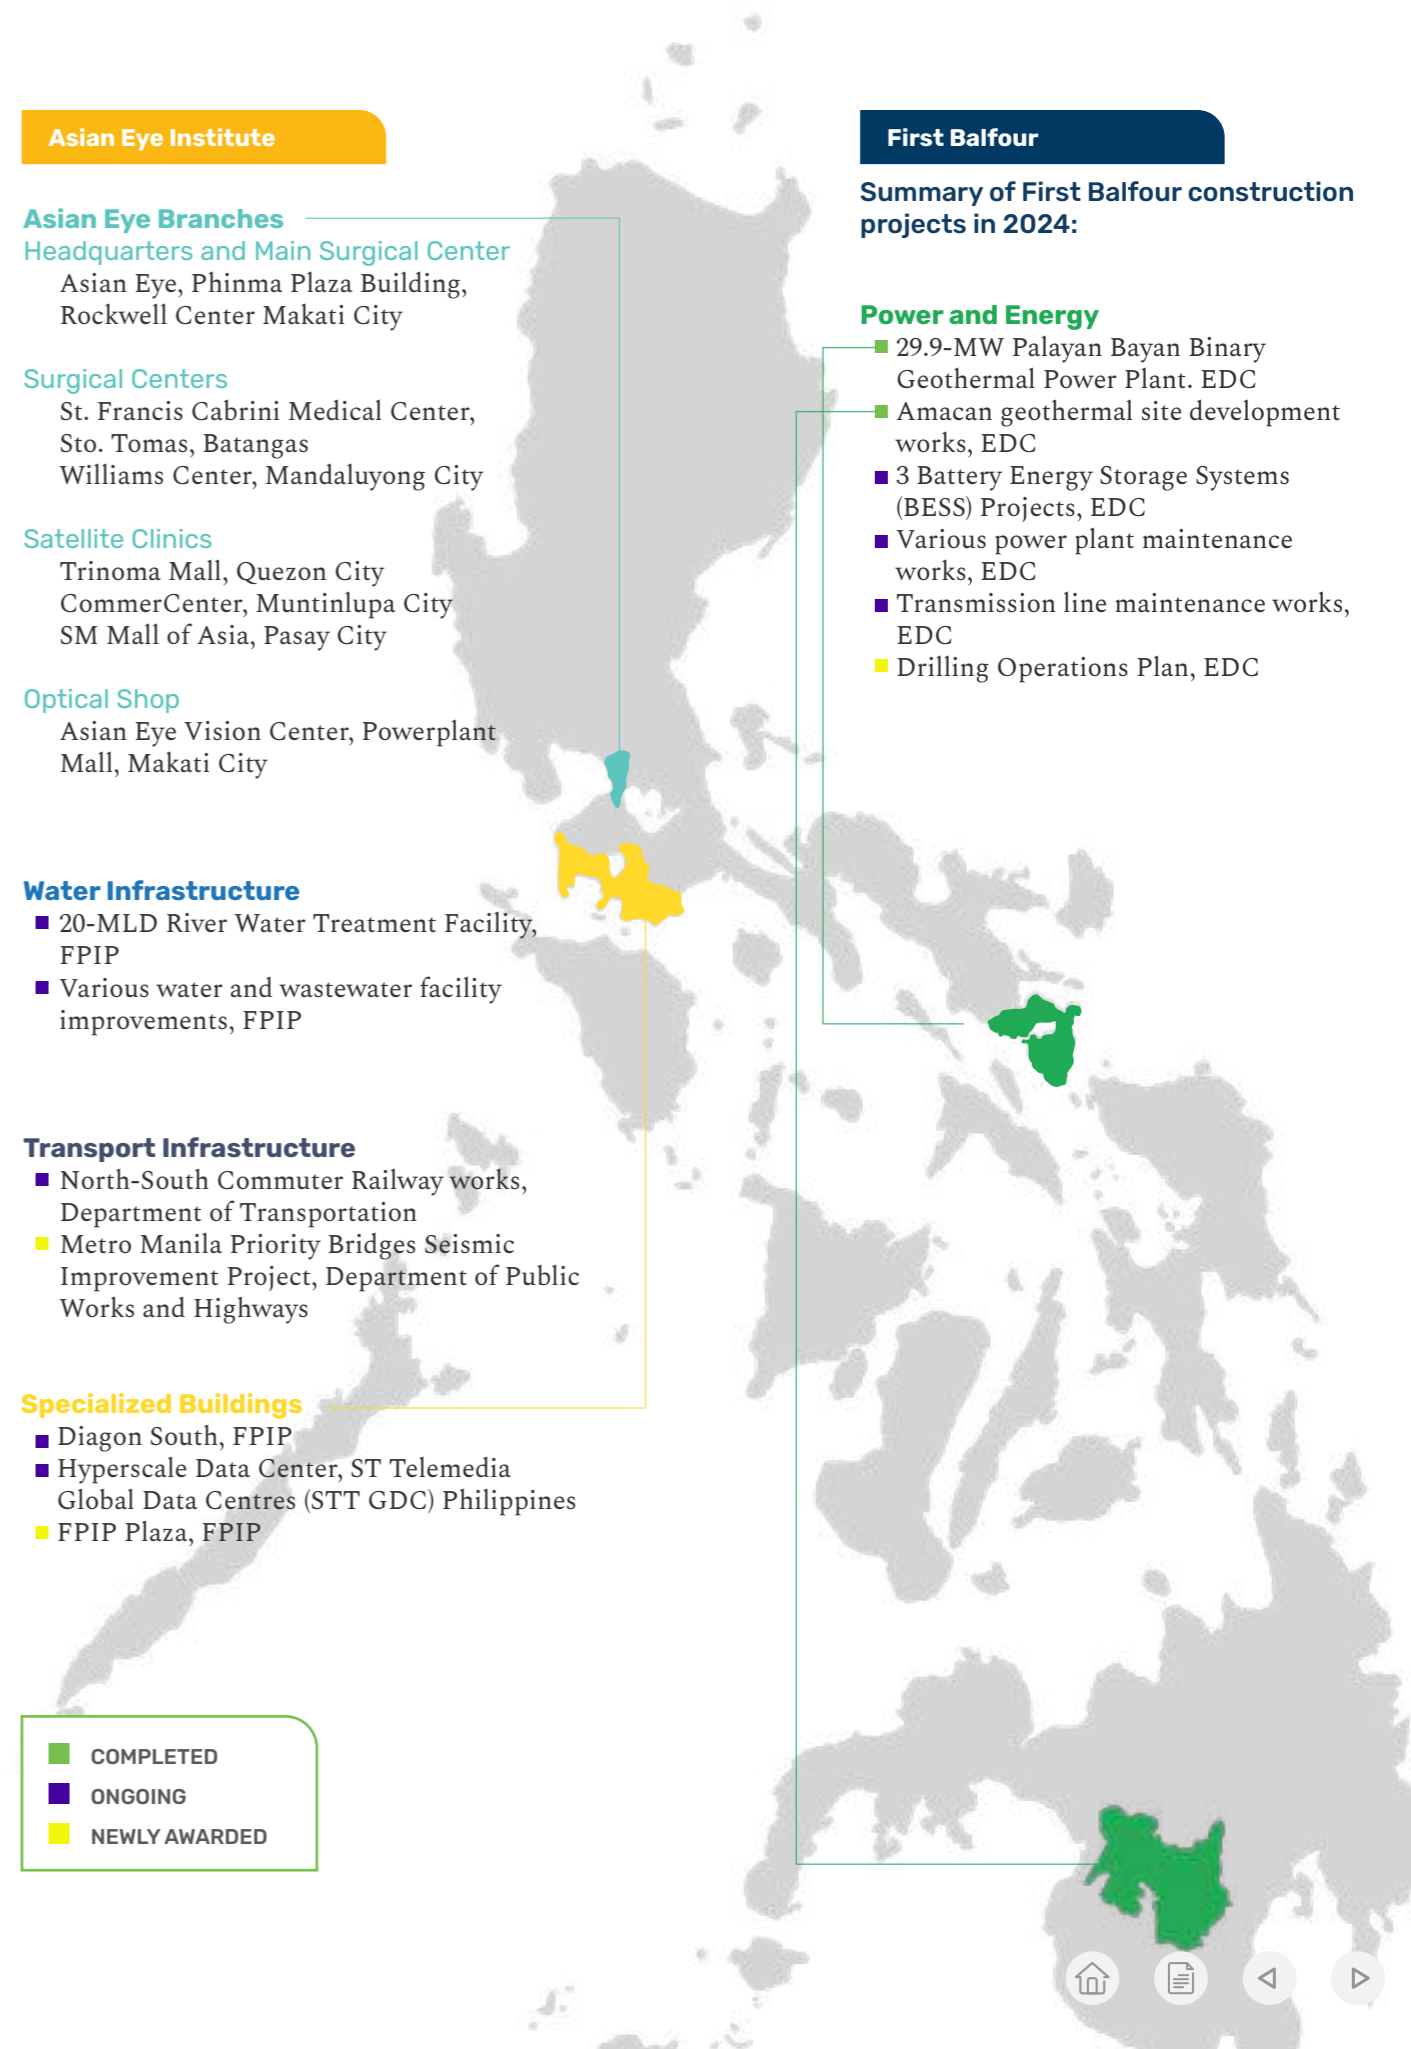 Asian Eye Institute
Asian Eye Branches
Headquarters and Main Surgical Center
Asian Eye, Phinma Plaza Building,
Rockwell Center Makati City
Surgical Centers
St. Francis Cabrini Medical Center,
Sto. Tomas, Batangas
Williams Center, Mandaluyong City
Satellite Clinics
Trinoma Mall, Quezon City
CommerCenter, Muntinlupa City
SM Mall of Asia, Pasay City
Optical Shop
Asian Eye Vision Center, Powerplant
Mall, Makati City
First Balfour
Summary of First Balfour construction
projects in 2024:
Power and Energy
29.9-MW Palayan Bayan Binary
Geothermal Power Plant. EDC
Amacan geothermal site development
works, EDC
3 Battery Energy Storage Systems
(BESS) Projects, EDC
Various power plant maintenance
works, EDC
Transmission line maintenance works,
EDC
Drilling Operations Plan, EDC
Water Infrastructure
20-MLD River Water Treatment Facility,
FPIP
Various water and wastewater facility
improvements, FPIP
Transport Infrastructure
North-South Commuter Railway works,
Department of Transportation
Metro Manila Priority Bridges Seismic
Improvement Project, Department of Public
Works and Highways
Specialized Buildings
Diagon South, FPIP
Hyperscale Data Center, ST Telemedia
Global Data Centres (STT GDC) Philippines
FPIP Plaza, FPIP
COMPLETED
ONGOING
NEWLY AWARDED